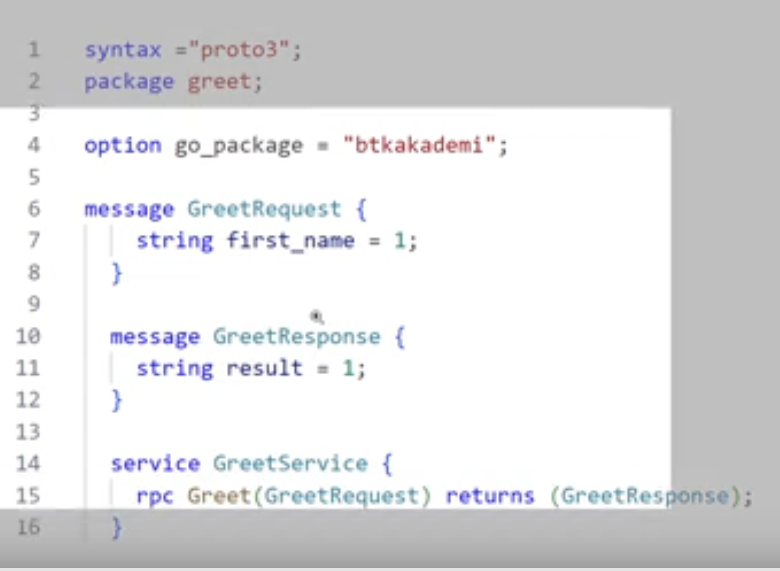 1 syntax ="proto3";
2 package greet;
3
4 option go_package = "btkakademi";
5
6 message GreetRequest {
7 string first_name = 1;
8 }
9
10 message GreetResponse {
11 string result = 1;
12 }
13
14 service GreetService {
15 rpc Greet(GreetRequest) returns (GreetResponse);
16 }